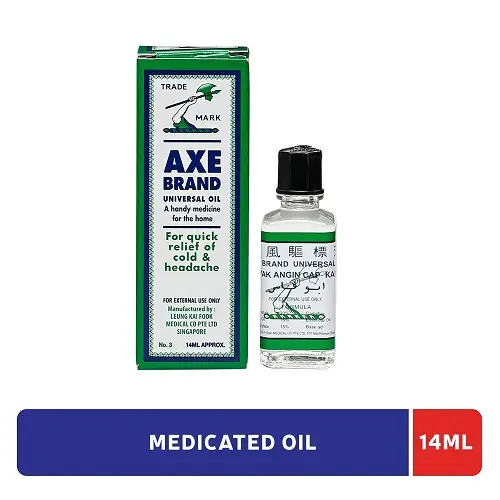 TRADE
MARK
AXE
BRAND
UNIVERSAL OIL
A handy medicine
for the home
For quick
relief of
cold &
headache
FOR EXTERNAL USE ONLY
Manufactured by :
LEUNG KAI FOOK
MEDICAL CO PTE LTD
SINGAPORE
No. 3 14ML APPROX.
風 驅 標
BRAND UNIVERSAL
ANGIN CAP
FOR EXTERNAL USE ONLY
FORMULA
15%
MEDICATED OIL
14ML